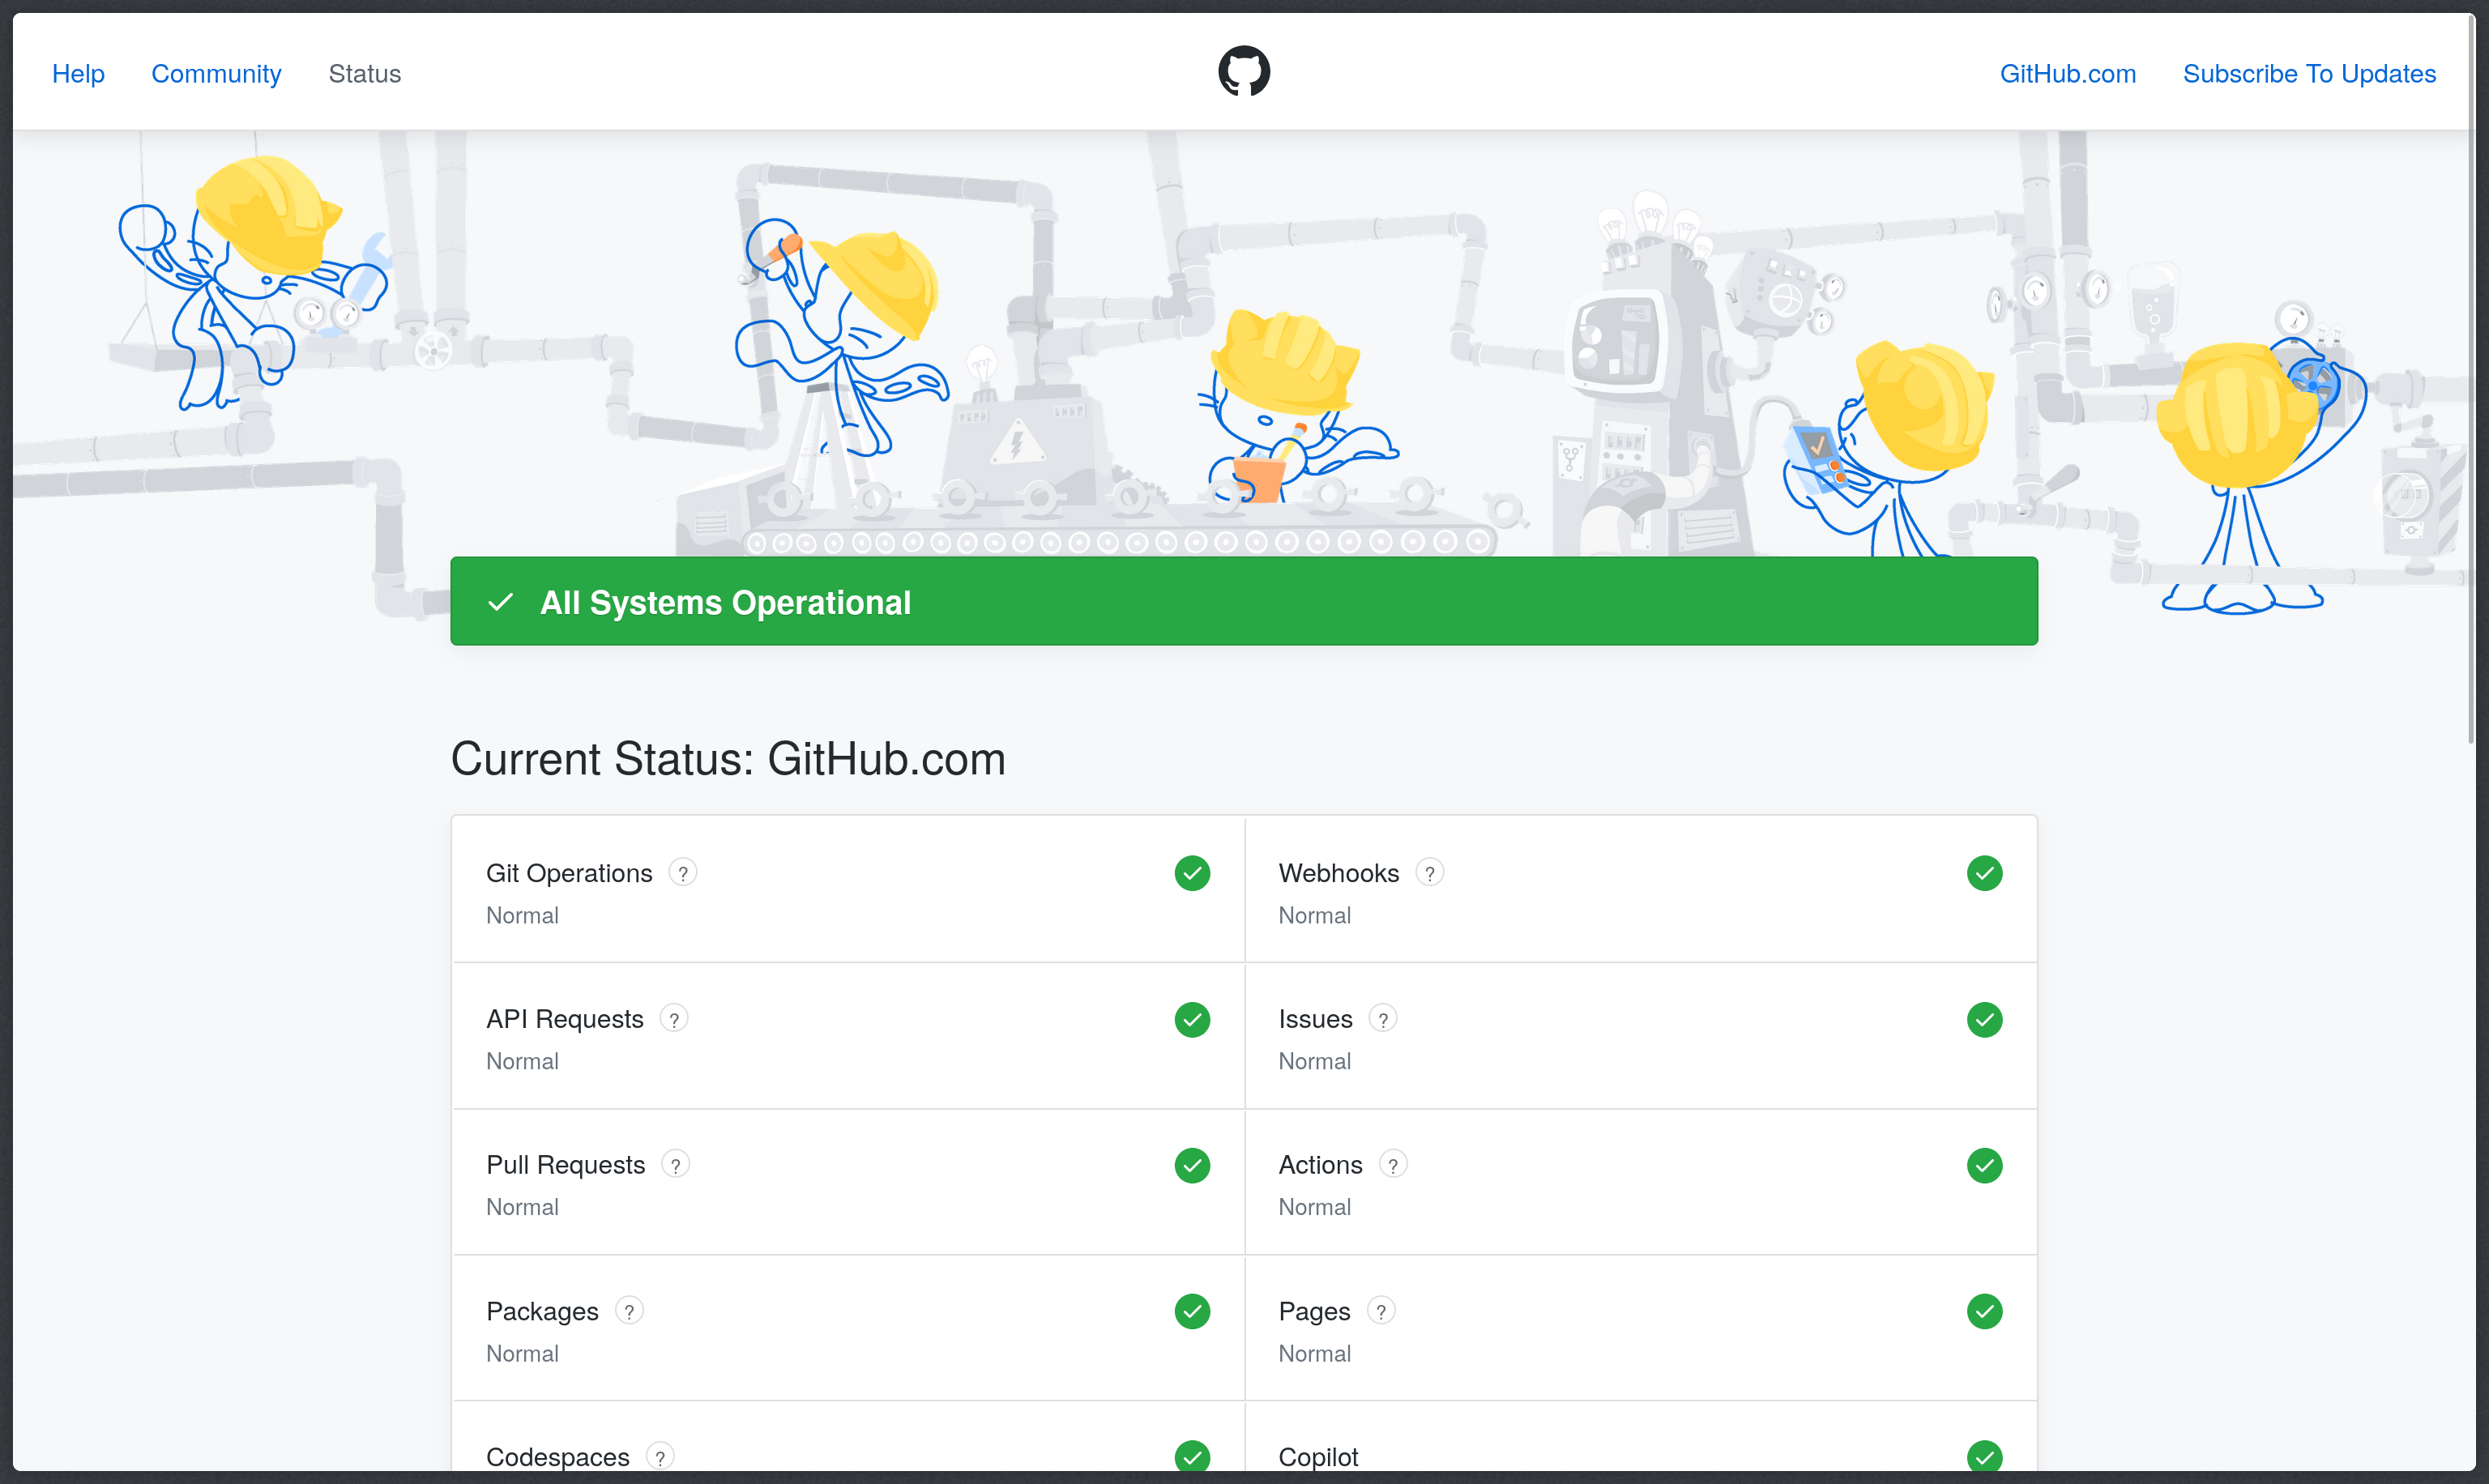 Help Community Status GitHub.com Subscribe To Updates
All Systems Operational
Current Status: GitHub.com
Git Operations ?
Normal
Webhooks ?
Normal
API Requests ?
Normal
Issues ?
Normal
Pull Requests ?
Normal
Actions ?
Normal
Packages ?
Normal
Pages ?
Normal
Codespaces ?
Copilot